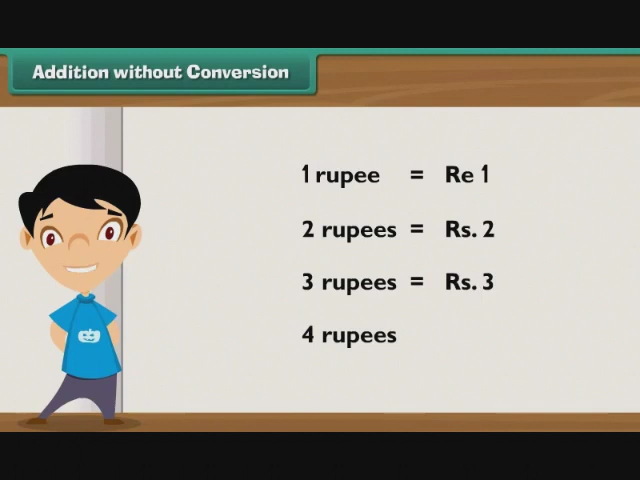 Addition without Conversion
1 rupee = Re 1
2 rupees = Rs. 2
3 rupees = Rs. 3
4 rupees